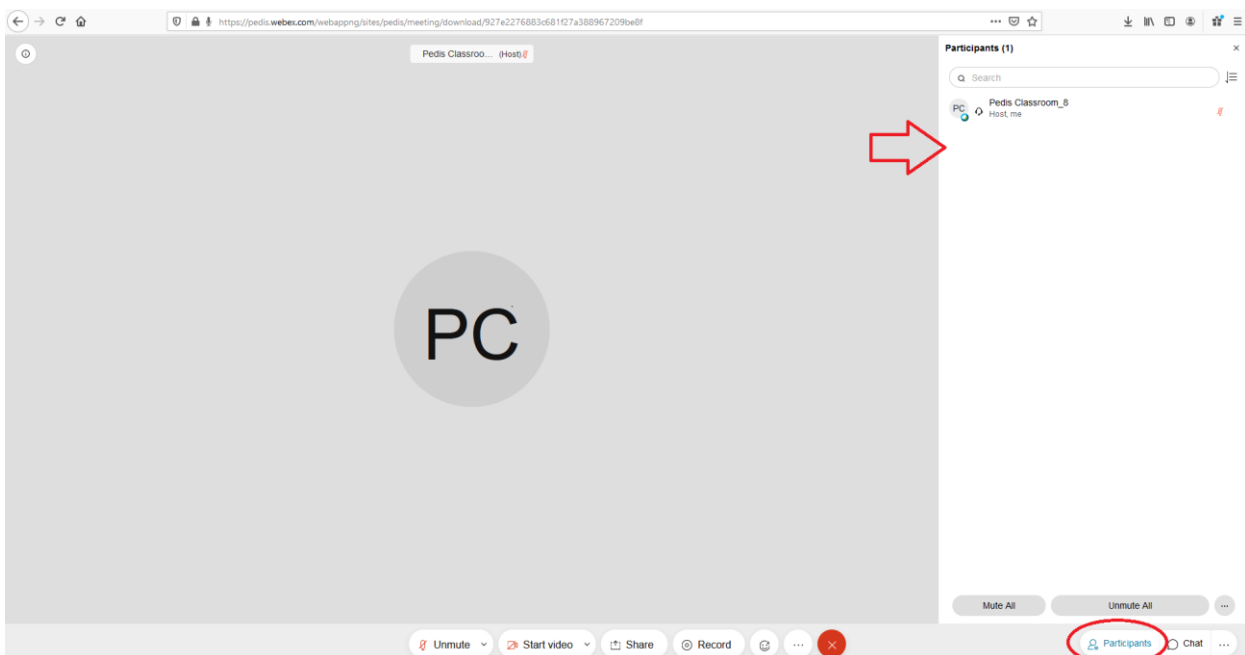 https://pedis.webex.com/webappng/sites/pedis/meeting/download/927e2276883c681f27a388967209be8f
Pedis Classroo... (Host)
Participants (1)
Search
PC
Pedis Classroom_8
Host, me
PC
Mute All
Unmute All
Unmute
Start video
Share
Record
Participants
Chat